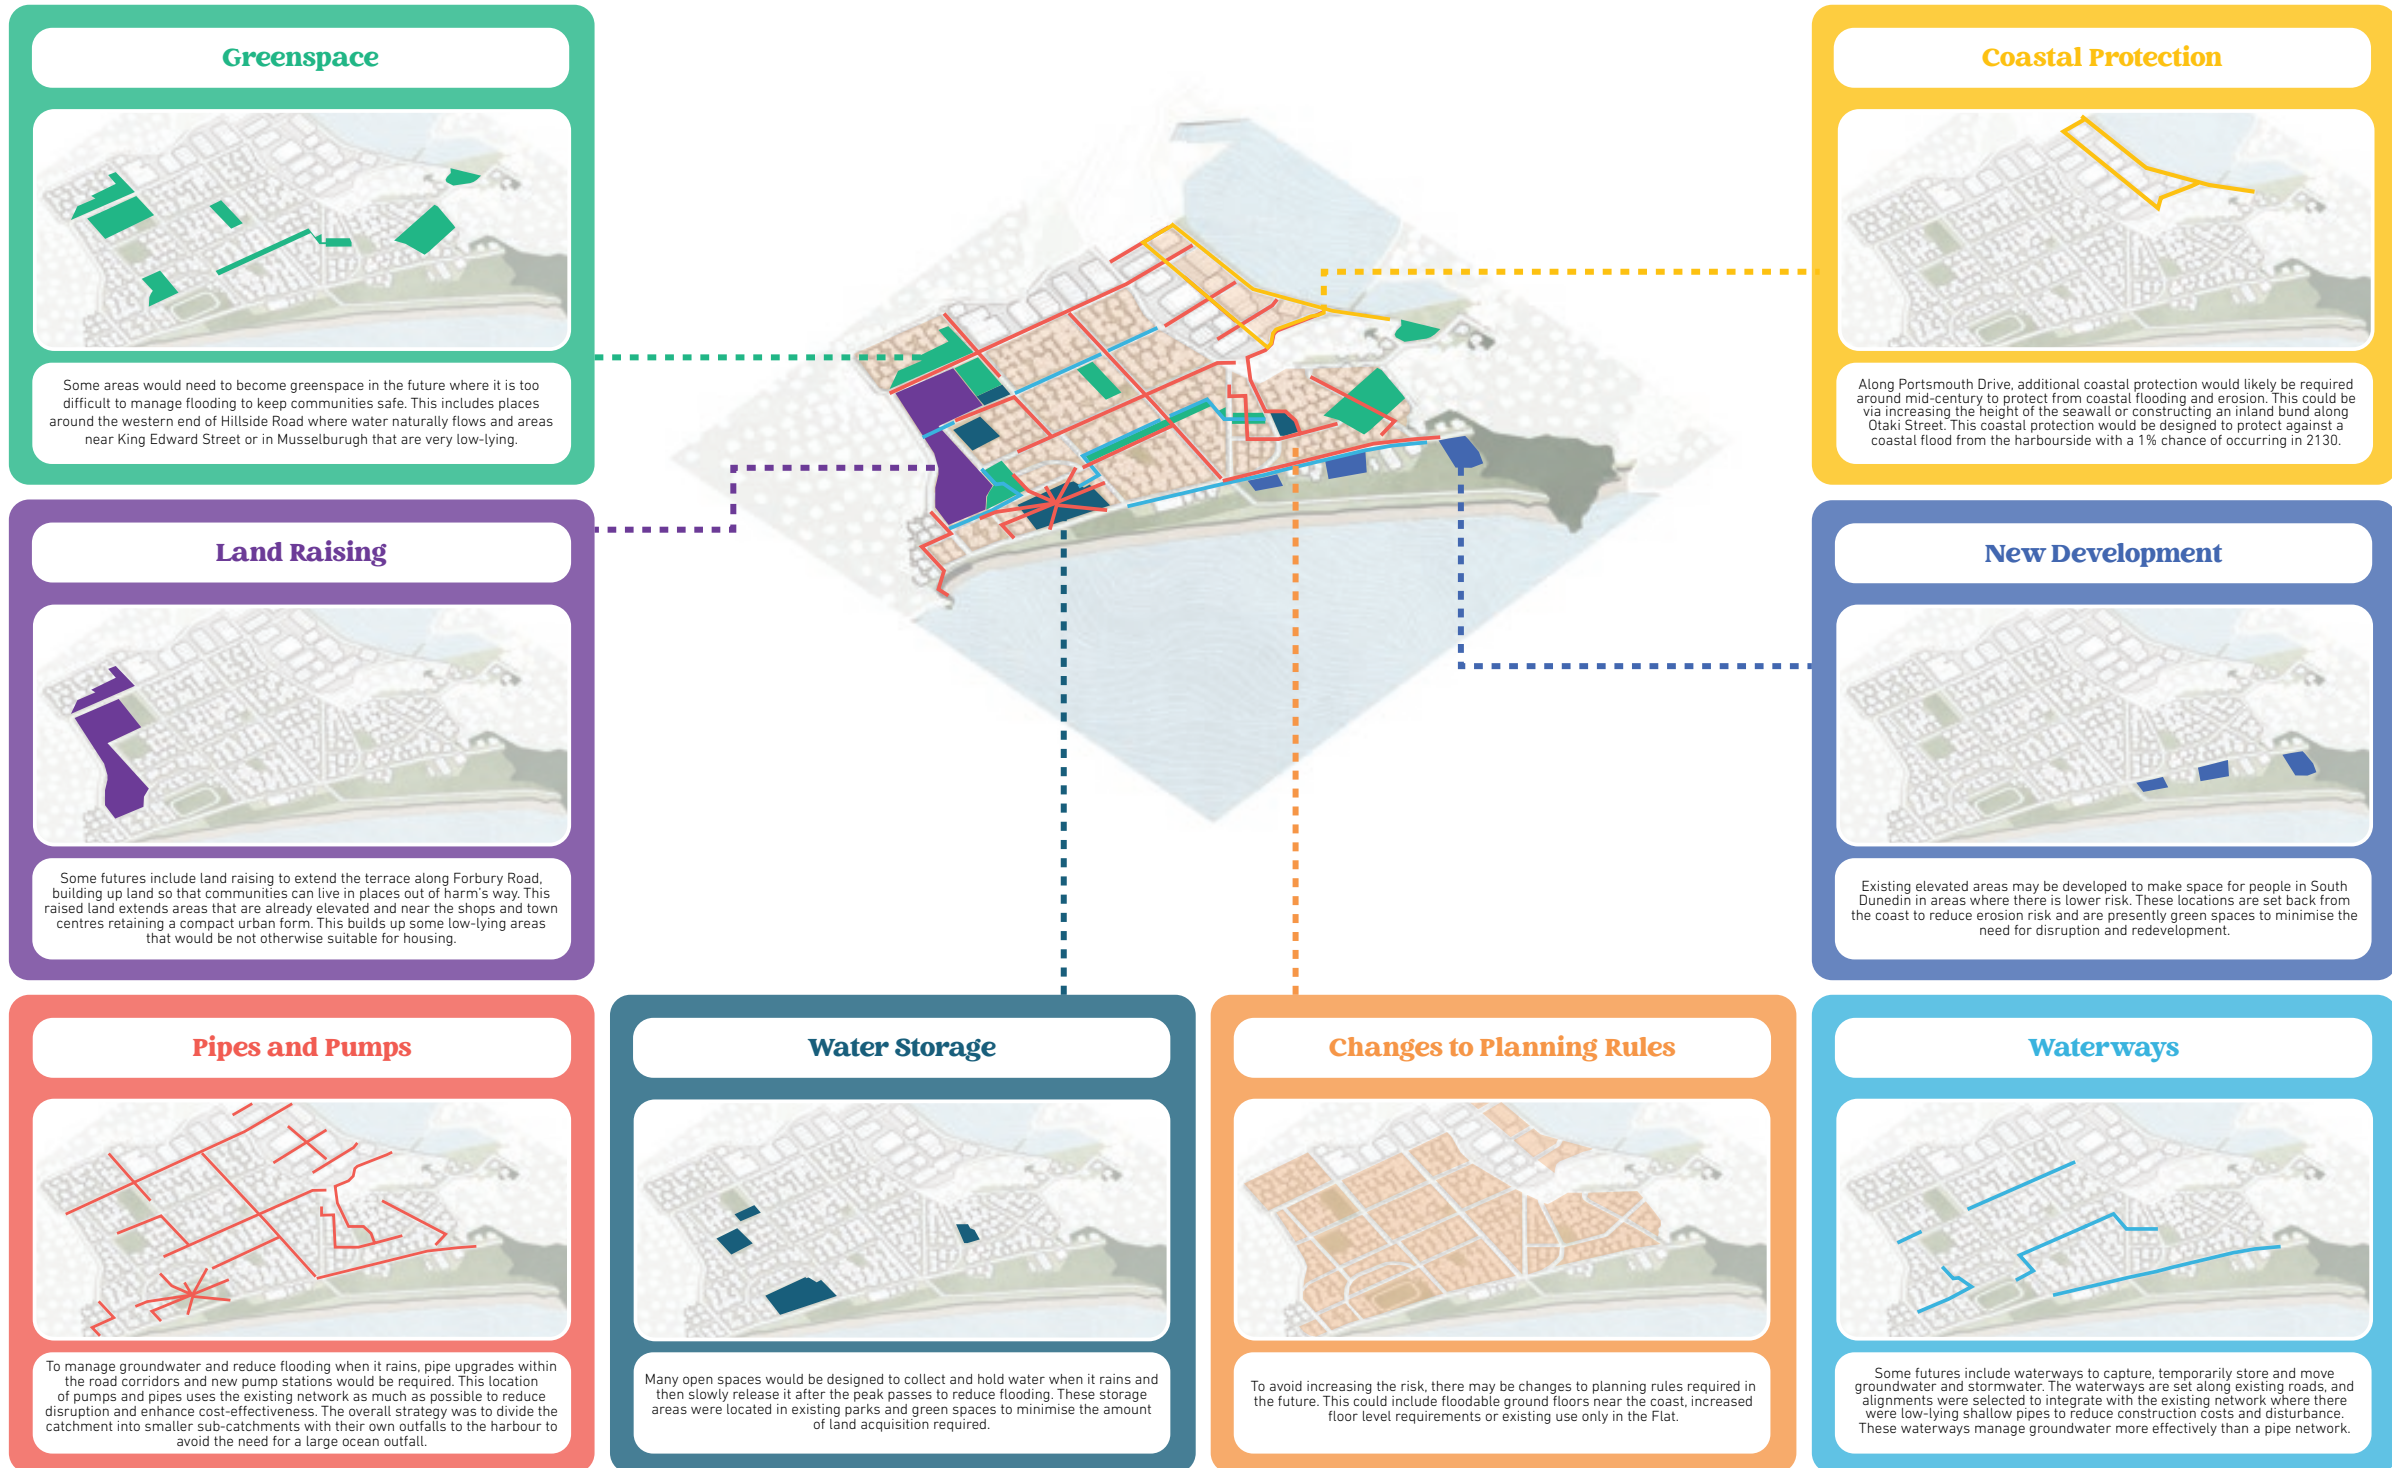 Greenspace
Some areas would need to become greenspace in the future where it is too
difficult to manage flooding to keep communities safe. This includes places
around the western end of Hillside Road where water naturally flows and areas
near King Edward Street or in Musselburugh that are very low-lying.
Coastal Protection
Along Portsmouth Drive, additional coastal protection would likely be required
around mid-century to protect from coastal flooding and erosion. This could be
via increasing the height of the seawall or constructing an inland bund along
Otaki Street. This coastal protection would be designed to protect against a
coastal flood from the harbourside with a 1% chance of occurring in 2130.
Land Raising
Some futures include land raising to extend the terrace along Forbury Road,
building up land so that communities can live in places out of harm's way. This
raised land extends areas that are already elevated and near the shops and town
centres retaining a compact urban form. This builds up some low-lying areas
that would be not otherwise suitable for housing.
New Development
Existing elevated areas may be developed to make space for people in South
Dunedin in areas where there is lower risk. These locations are set back from
the coast to reduce erosion risk and are presently green spaces to minimise the
need for disruption and redevelopment.
Pipes and Pumps
To manage groundwater and reduce flooding when it rains, pipe upgrades within
the road corridors and new pump stations would be required. This location
of pumps and pipes uses the existing network as much as possible to reduce
disruption and enhance cost-effectiveness. The overall strategy was to divide the
catchment into smaller sub-catchments with their own outfalls to the harbour to
avoid the need for a large ocean outfall.
Water Storage
Many open spaces would be designed to collect and hold water when it rains and
then slowly release it after the peak passes to reduce flooding. These storage
areas were located in existing parks and green spaces to minimise the amount
of land acquisition required.
Changes to Planning Rules
To avoid increasing the risk, there may be changes to planning rules required in
the future. This could include floodable ground floors near the coast, increased
floor level requirements or existing use only in the Flat.
Waterways
Some futures include waterways to capture, temporarily store and move
groundwater and stormwater. The waterways are set along existing roads, and
alignments were selected to integrate with the existing network where there
were low-lying shallow pipes to reduce construction costs and disturbance.
These waterways manage groundwater more effectively than a pipe network.